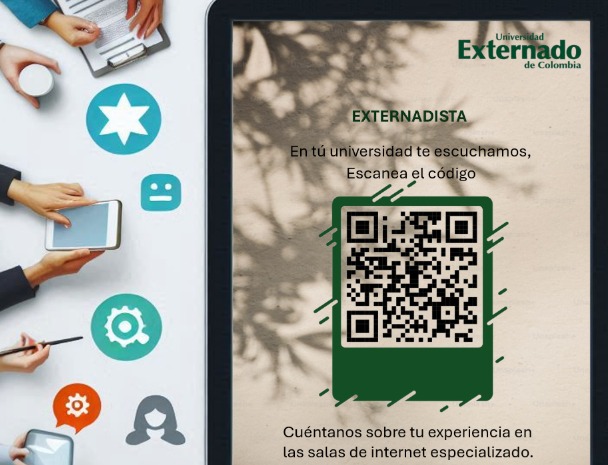 Universidad
Externado
de Colombia
EXTERNADISTA
En tú universidad te escuchamos,
Escanea el código
Cuéntanos sobre tu experiencia en
las salas de internet especializado.